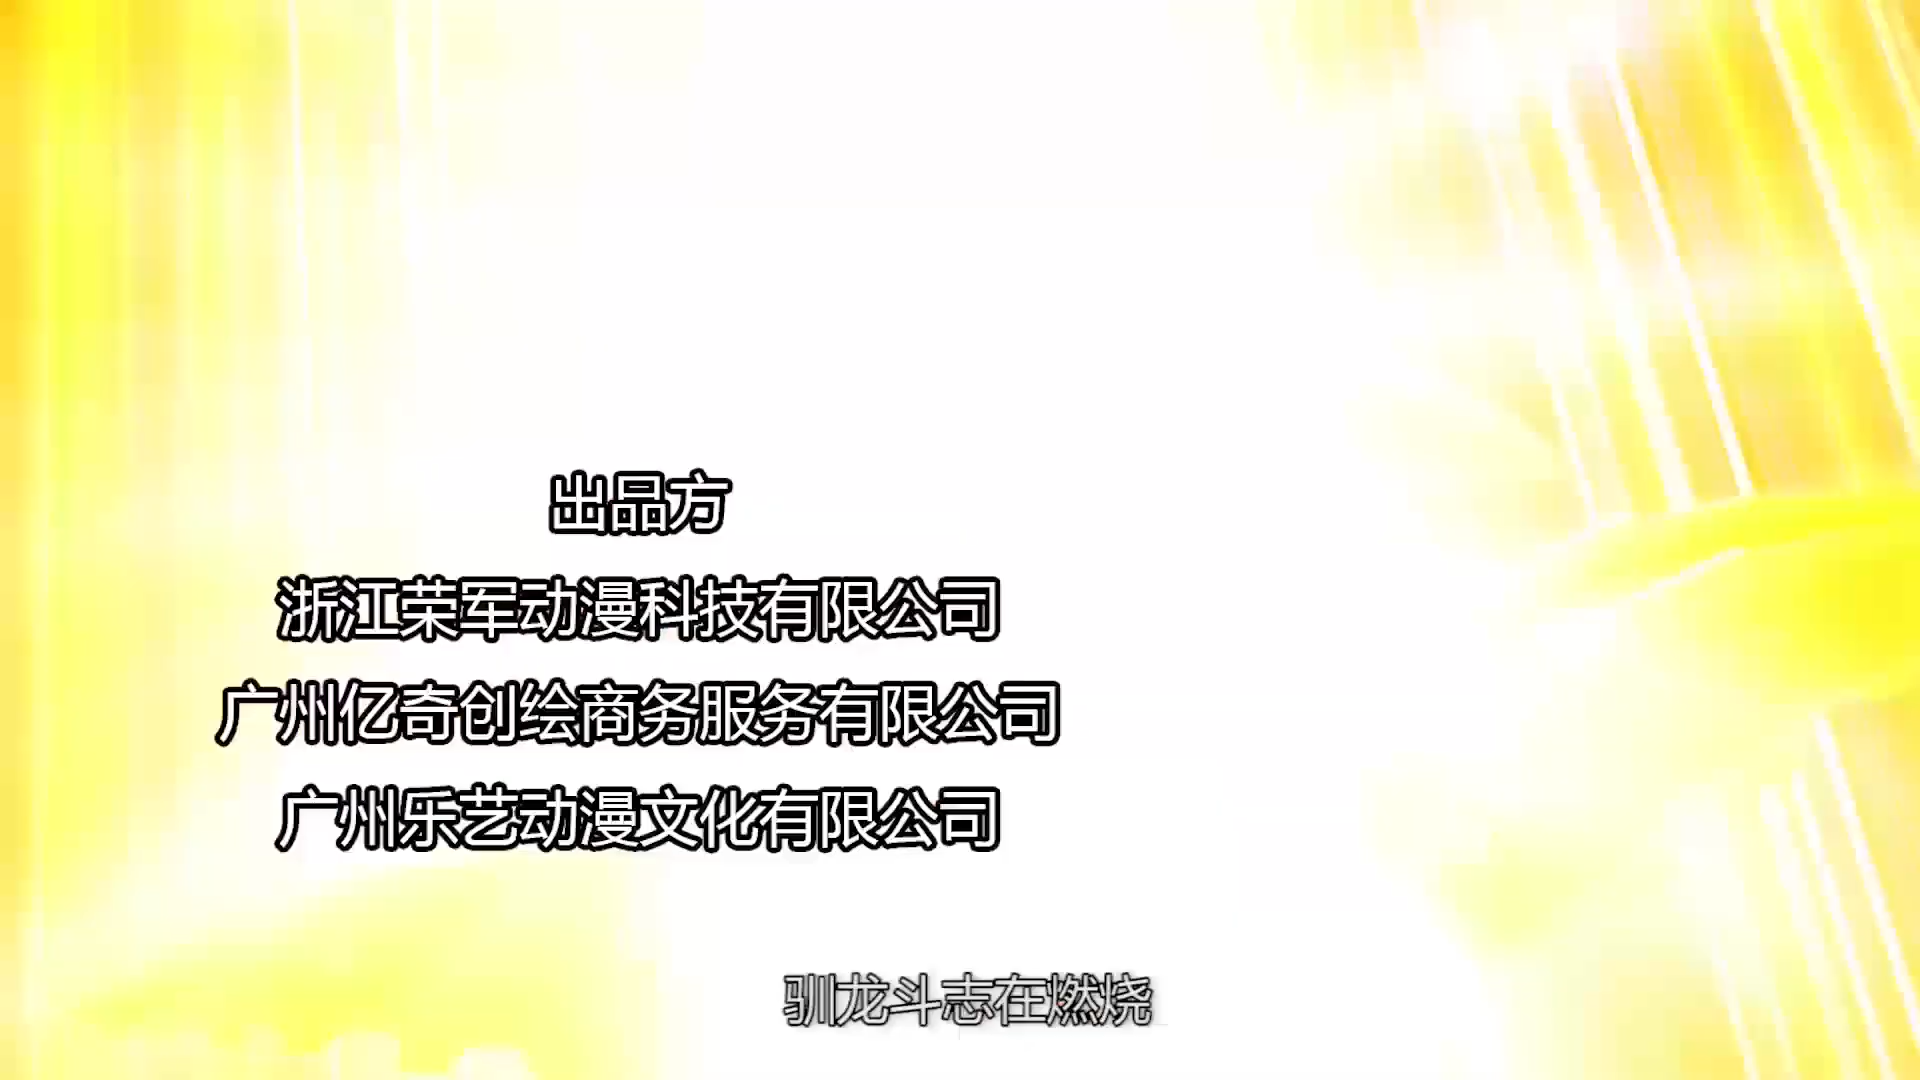 出品方
浙江荣军动漫科技有限公司
广州亿奇创绘商务服务有限公司
广州乐艺动漫文化有限公司
驯龙斗志在燃烧